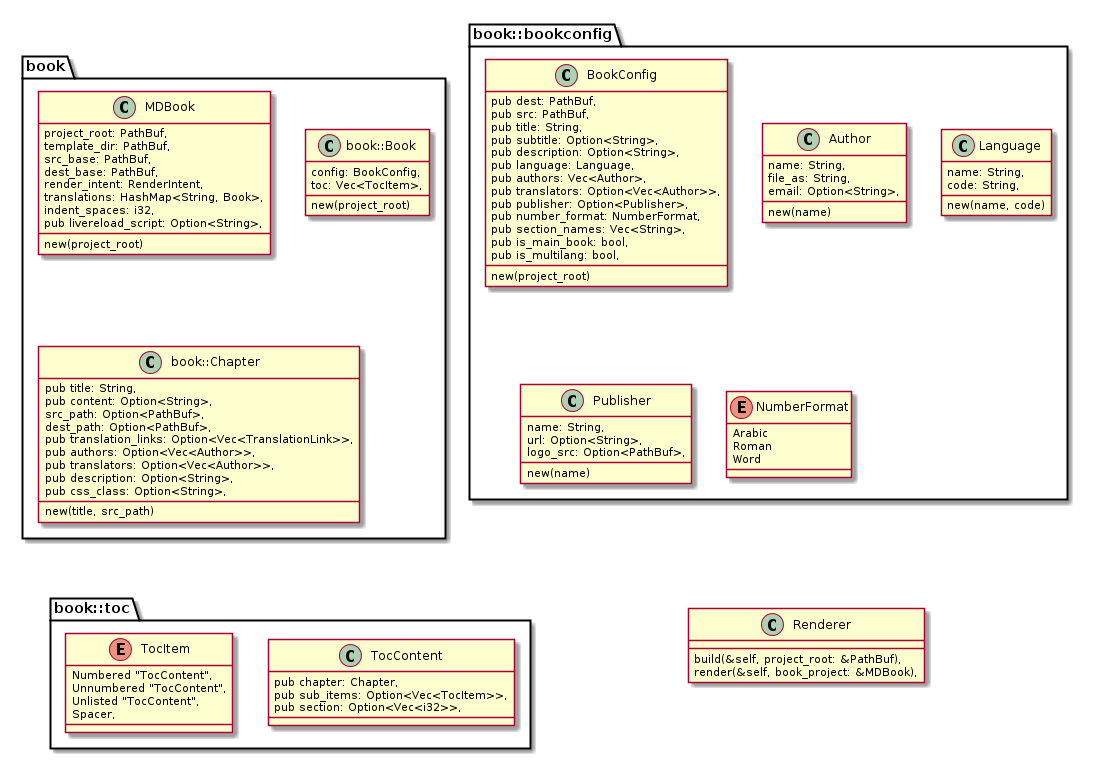 book
C MDBook
project_root: PathBuf,
template_dir: PathBuf,
src_base: PathBuf,
dest_base: PathBuf,
render_intent: RenderIntent,
translations: HashMap<String, Book>,
indent_spaces: i32,
pub livereload_script: Option<String>,
new(project_root)
C book::Book
config: BookConfig,
toc: Vec<TocItem>,
new(project_root)
C book::Chapter
pub title: String,
pub content: Option<String>,
src_path: Option<PathBuf>,
dest_path: Option<PathBuf>,
pub translation_links: Option<Vec<TranslationLink>>,
pub authors: Option<Vec<Author>>,
pub translators: Option<Vec<Author>>,
pub description: Option<String>,
pub css_class: Option<String>,
new(title, src_path)
book::bookconfig
C BookConfig
pub dest: PathBuf,
pub src: PathBuf,
pub title: String,
pub subtitle: Option<String>,
pub description: Option<String>,
pub language: Language,
pub authors: Vec<Author>,
pub translators: Option<Vec<Author>>,
pub publisher: Option<Publisher>,
pub number_format: NumberFormat,
pub section_names: Vec<String>,
pub is_main_book: bool,
pub is_multilang: bool,
new(project_root)
C Author
name: String,
file_as: String,
email: Option<String>,
new(name)
C Language
name: String,
code: String,
new(name, code)
C Publisher
name: String,
url: Option<String>,
logo_src: Option<PathBuf>,
new(name)
E NumberFormat
Arabic
Roman
Word
book::toc
E TocItem
Numbered "TocContent",
Unnumbered "TocContent",
Unlisted "TocContent",
Spacer,
C TocContent
pub chapter: Chapter,
pub sub_items: Option<Vec<TocItem>>,
pub section: Option<Vec<i32>>,
C Renderer
build(&self, project_root: &PathBuf),
render(&self, book_project: &MDBook),